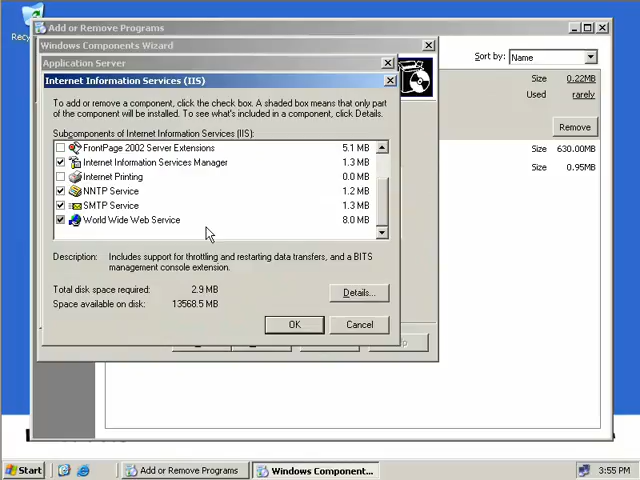 Recy
Add or Remove Programs
Windows Components Wizard
Application Server
Internet Information Services (IIS)
Sort by: Name
Size 0.22MB
Used rarely
Remove
Size 630.00MB
Size 0.95MB
To add or remove a component, click the check box. A shaded box means that only part
of the component will be installed. To see what's included in a component, click Details.
Subcomponents of Internet Information Services (IIS):
FrontPage 2002 Server Extensions 5.1 MB
Internet Information Services Manager 1.3 MB
Internet Printing 0.0 MB
NNTP Service 1.2 MB
SMTP Service 1.3 MB
World Wide Web Service 8.0 MB
Description: Includes support for throttling and restarting data transfers, and a BITS
management console extension.
Total disk space required: 2.9 MB
Space available on disk: 13568.5 MB
Details...
OK
Cancel
Start
Add or Remove Programs
Windows Component...
3:55 PM